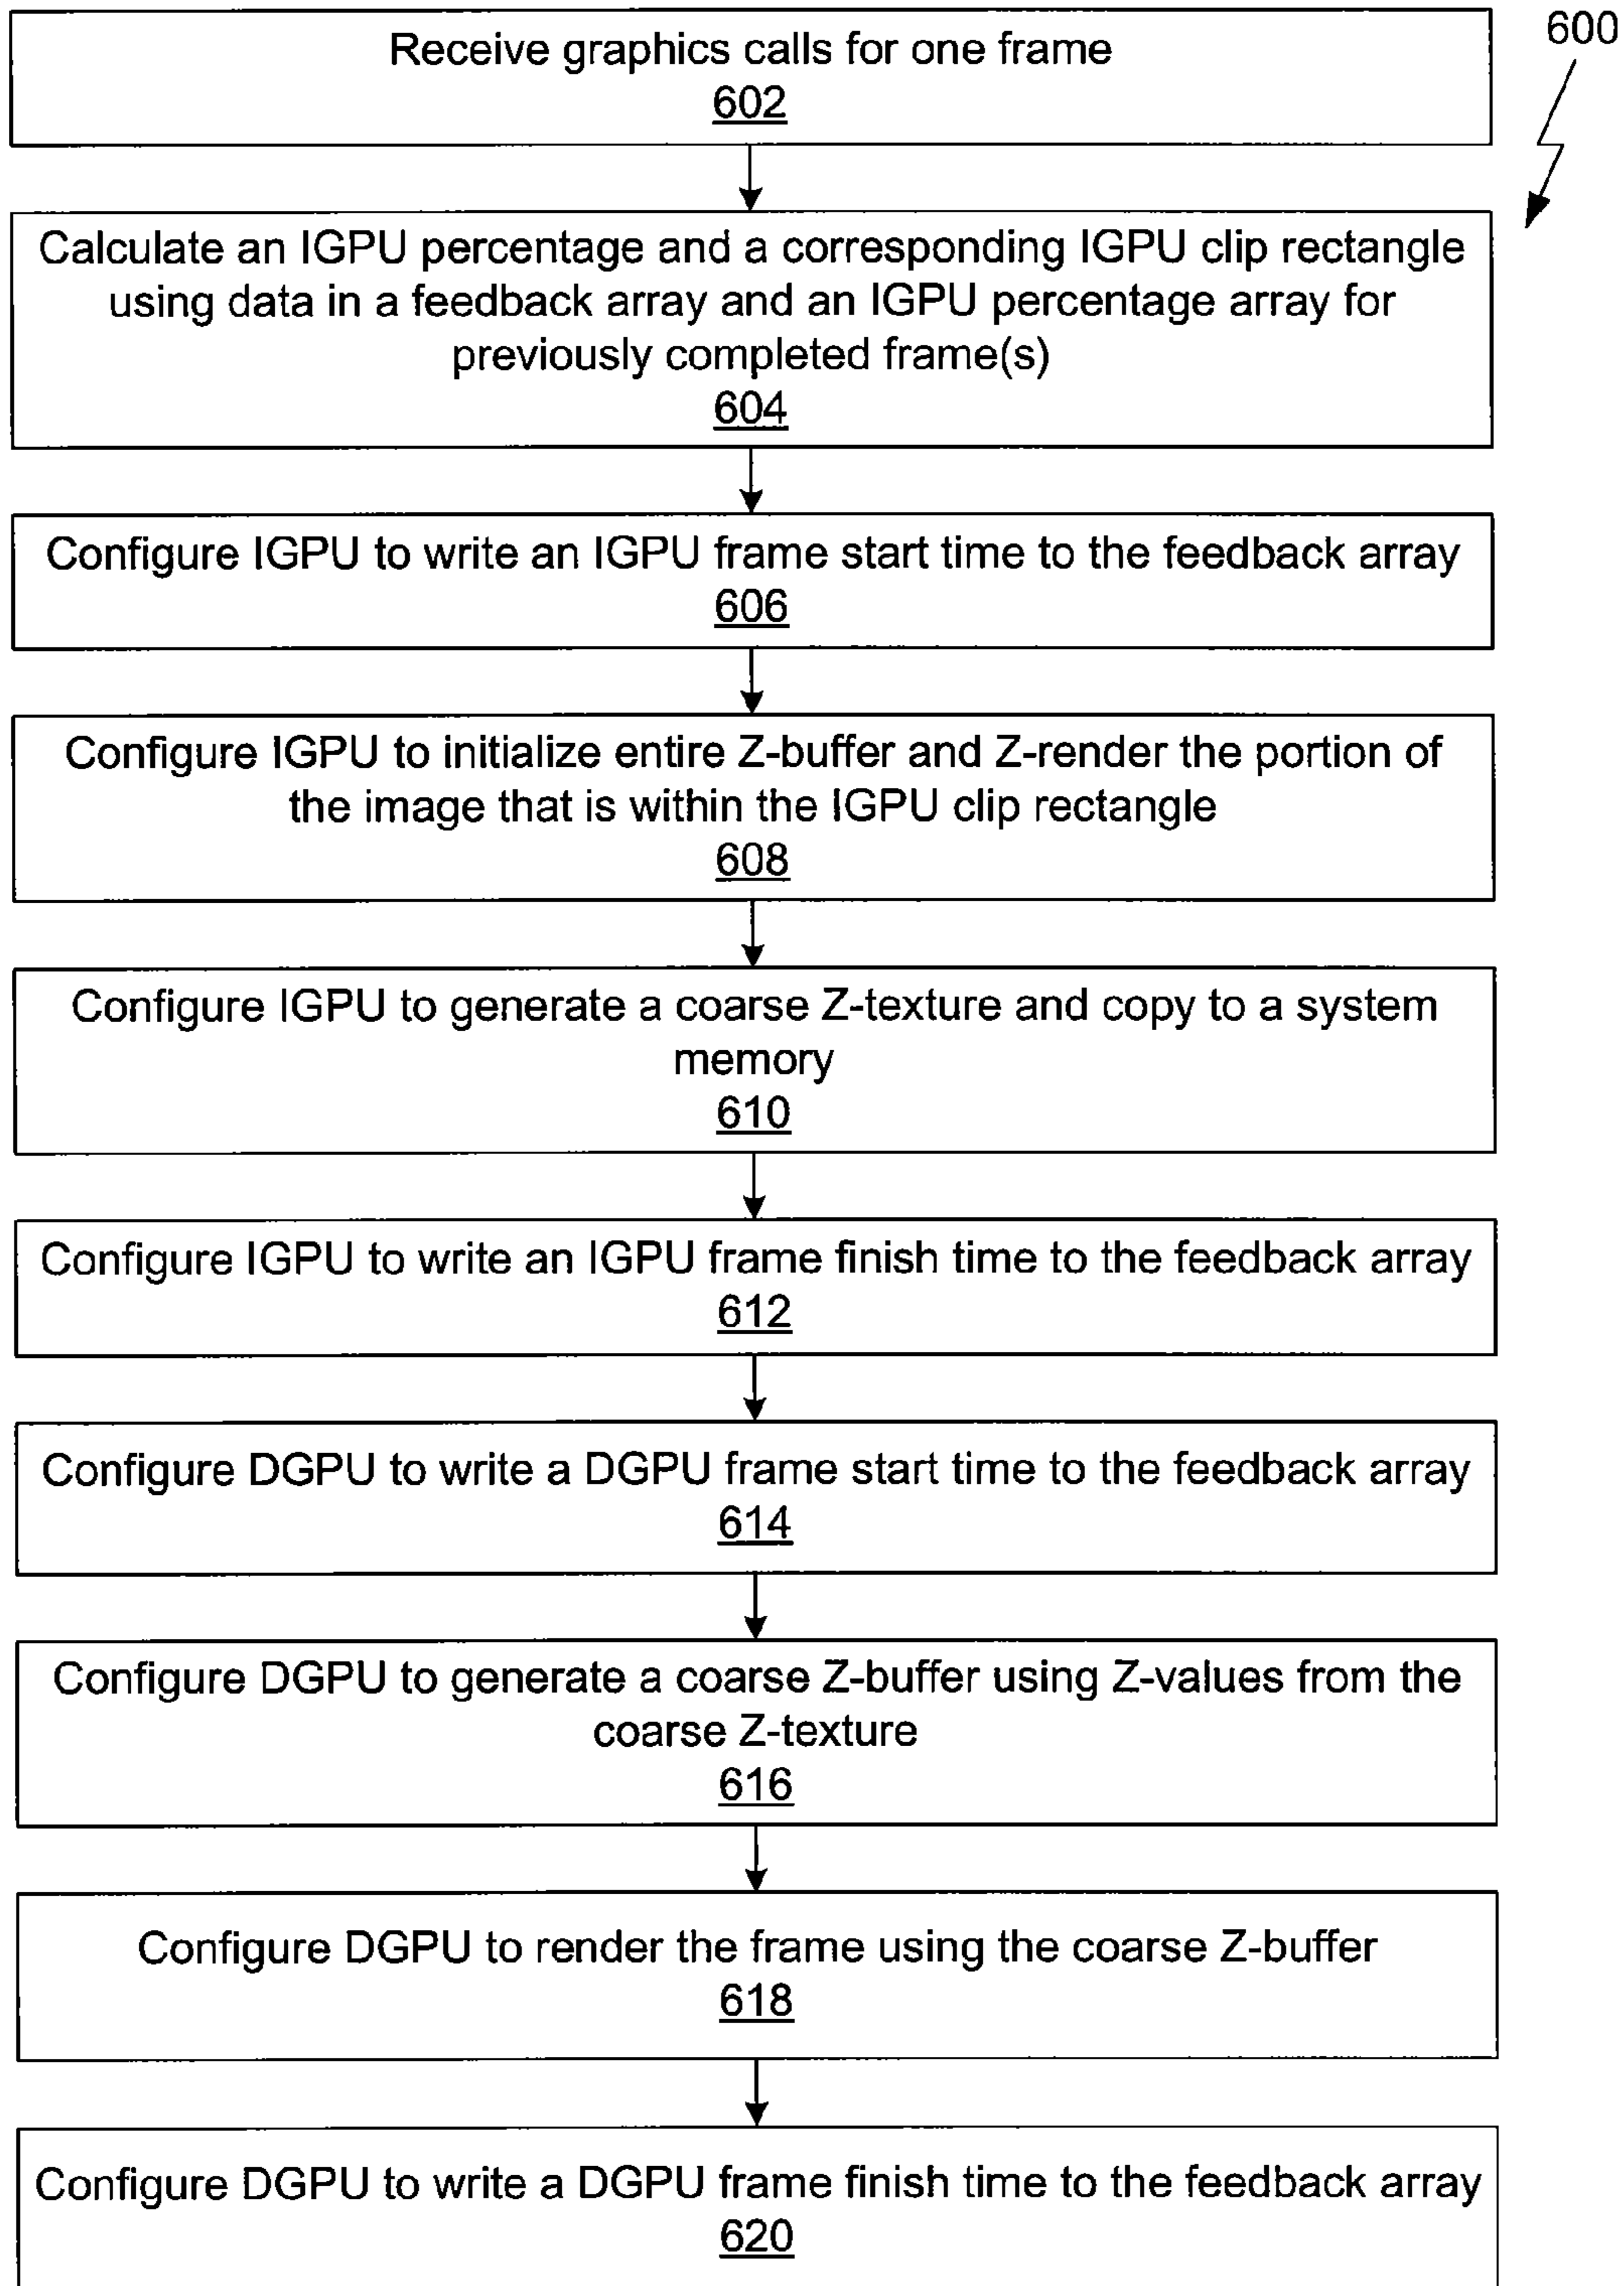 600
Receive graphics calls for one frame
602
Calculate an IGPU percentage and a corresponding IGPU clip rectangle
using data in a feedback array and an IGPU percentage array for
previously completed frame(s)
604
Configure IGPU to write an IGPU frame start time to the feedback array
606
Configure IGPU to initialize entire Z-buffer and Z-render the portion of
the image that is within the IGPU clip rectangle
608
Configure IGPU to generate a coarse Z-texture and copy to a system
memory
610
Configure IGPU to write an IGPU frame finish time to the feedback array
612
Configure DGPU to write a DGPU frame start time to the feedback array
614
Configure DGPU to generate a coarse Z-buffer using Z-values from the
coarse Z-texture
616
Configure DGPU to render the frame using the coarse Z-buffer
618
Configure DGPU to write a DGPU frame finish time to the feedback array
620